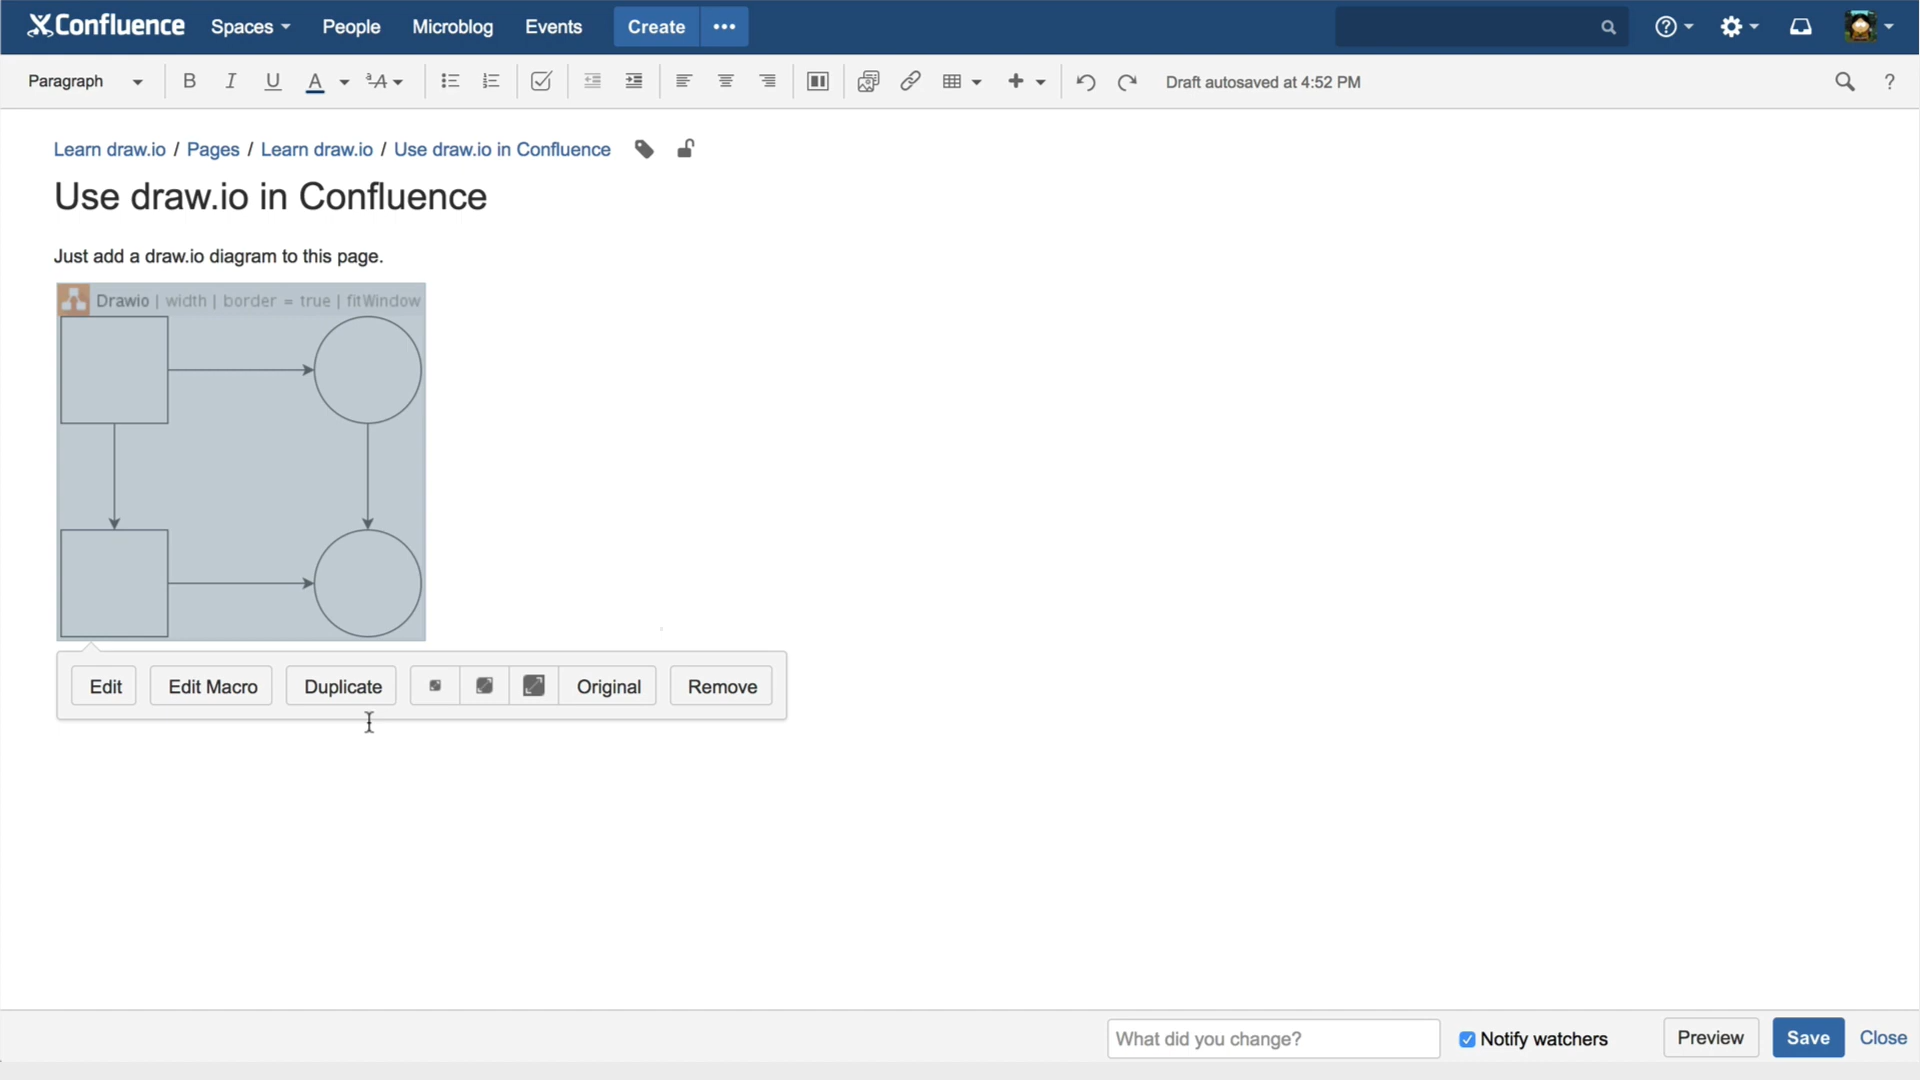 Confluence Spaces People Microblog Events Create •••
Paragraph B I U A A Draft autosaved at 4:52 PM ?
Learn draw.io / Pages / Learn draw.io / Use draw.io in Confluence
Use draw.io in Confluence
Just add a draw.io diagram to this page.
Drawio | width | border = true | fitWindow
Edit Edit Macro Duplicate Original Remove
What did you change? Notify watchers Preview Save Close